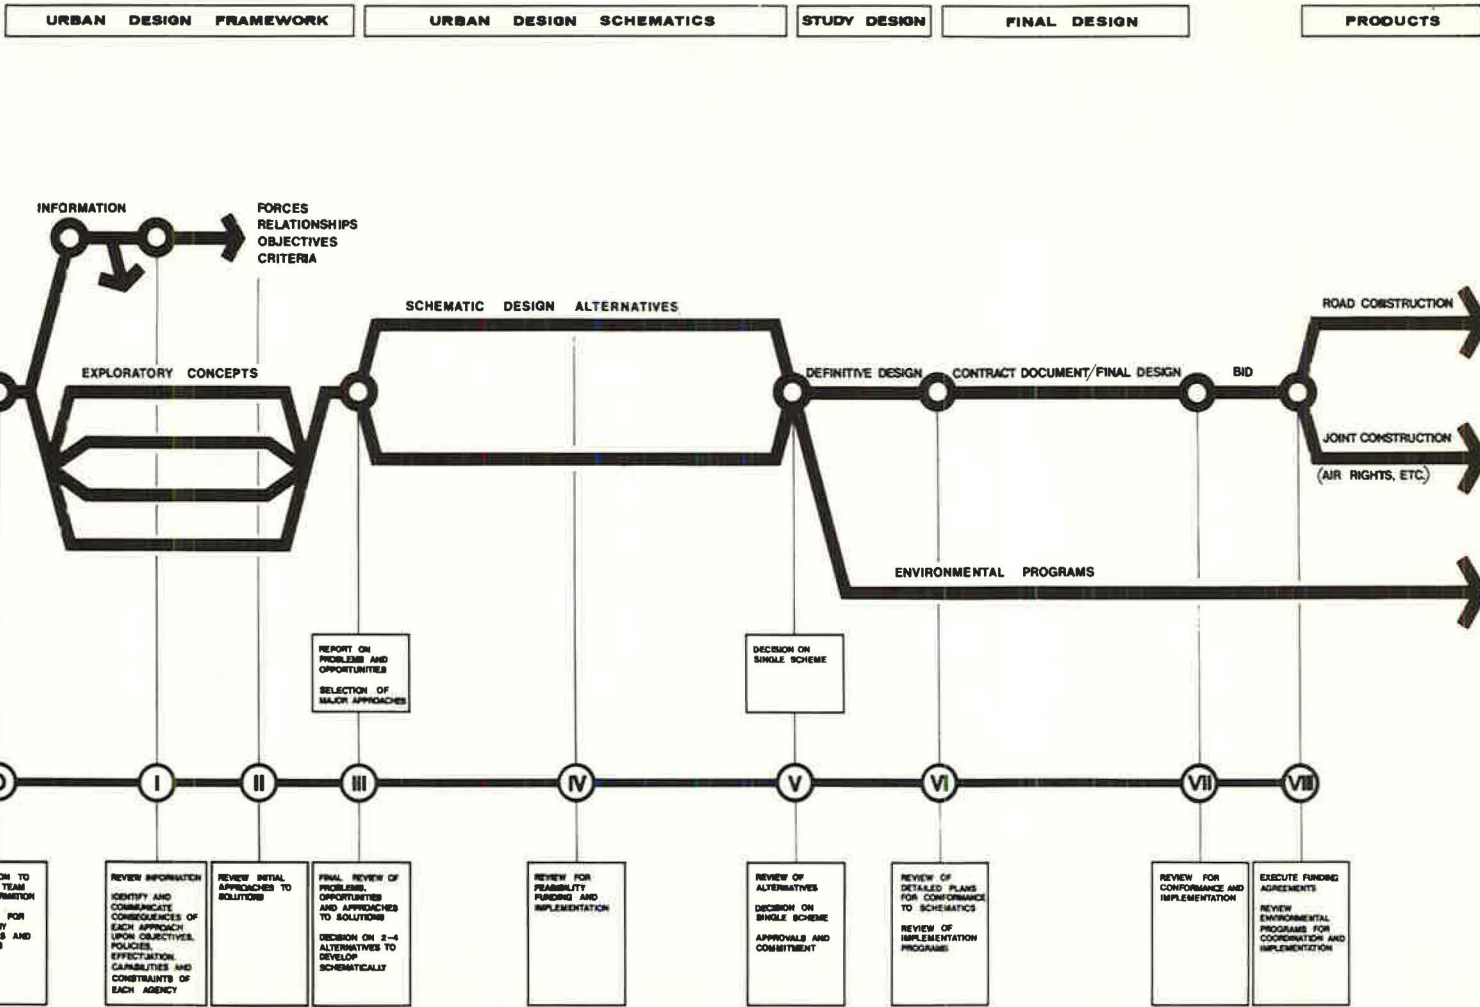 URBAN DESIGN FRAMEWORK
URBAN DESIGN SCHEMATICS
STUDY DESIGN
FINAL DESIGN
PRODUCTS
INFORMATION
FORCES
RELATIONSHIPS
OBJECTIVES
CRITERIA
EXPLORATORY CONCEPTS
SCHEMATIC DESIGN ALTERNATIVES
DEFINITIVE DESIGN
CONTRACT DOCUMENT/FINAL DESIGN
BID
ROAD CONSTRUCTION
JOINT CONSTRUCTION
(AIR RIGHTS, ETC.)
ENVIRONMENTAL PROGRAMS
REPORT ON
PROBLEMS AND
OPPORTUNITIES
SELECTION OF
MAJOR APPROACHES
DECISION ON
SINGLE SCHEME
I
II
III
IV
V
VI
VII
VIII
ON TO
TEAM
FOR
S AND
REVIEW INFORMATION
IDENTIFY AND
COMMUNICATE
CONSEQUENCES OF
EACH APPROACH
UPON OBJECTIVES,
POLICIES,
EFFECTUATION,
CAPABILITIES AND
CONSTRAINTS OF
EACH AGENCY
REVIEW INITIAL
APPROACHES TO
SOLUTIONS
FINAL REVIEW OF
PROBLEMS,
OPPORTUNITIES
AND APPROACHES
TO SOLUTIONS
DECISION ON 2-4
ALTERNATIVES TO
DEVELOP
SCHEMATICALLY
REVIEW FOR
FEASIBILITY
FUNDING AND
IMPLEMENTATION
REVIEW OF
ALTERNATIVES
DECISION ON
SINGLE SCHEME
APPROVALS AND
COMMITMENT
REVIEW OF
DETAILED PLANS
FOR CONFORMANCE
TO SCHEMATICS
REVIEW OF
IMPLEMENTATION
PROGRAMS
REVIEW FOR
CONFORMANCE AND
IMPLEMENTATION
EXECUTE FUNDING
AGREEMENTS
REVIEW
ENVIRONMENTAL
PROGRAMS FOR
COORDINATION AND
IMPLEMENTATION